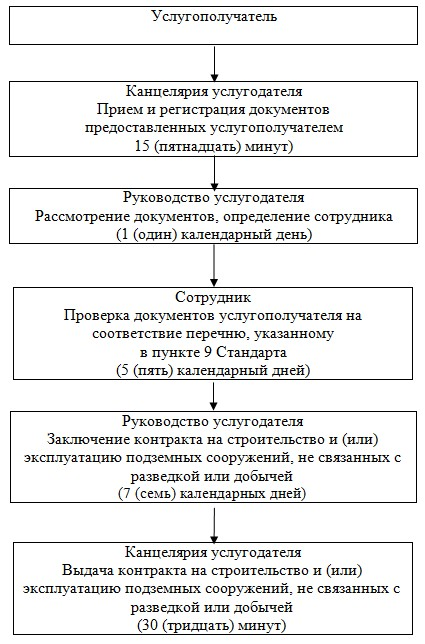 Услугополучатель
Канцелярия услугодателя
Прием и регистрация документов
предоставленных услугополучателем
15 (пятнадцать) минут)
Руководство услугодателя
Рассмотрение документов, определение сотрудника
(1 (один) календарный день)
Сотрудник
Проверка документов услугополучателя на
соответствие перечню, указанному
в пункте 9 Стандарта
(5 (пять) календарный дней)
Руководство услугодателя
Заключение контракта на строительство и (или)
эксплуатацию подземных сооружений, не связанных с
разведкой или добычей
(7 (семь) календарных дней)
Канцелярия услугодателя
Выдача контракта на строительство и (или)
эксплуатацию подземных сооружений, не связанных с
разведкой или добычей
(30 (тридцать) минут)